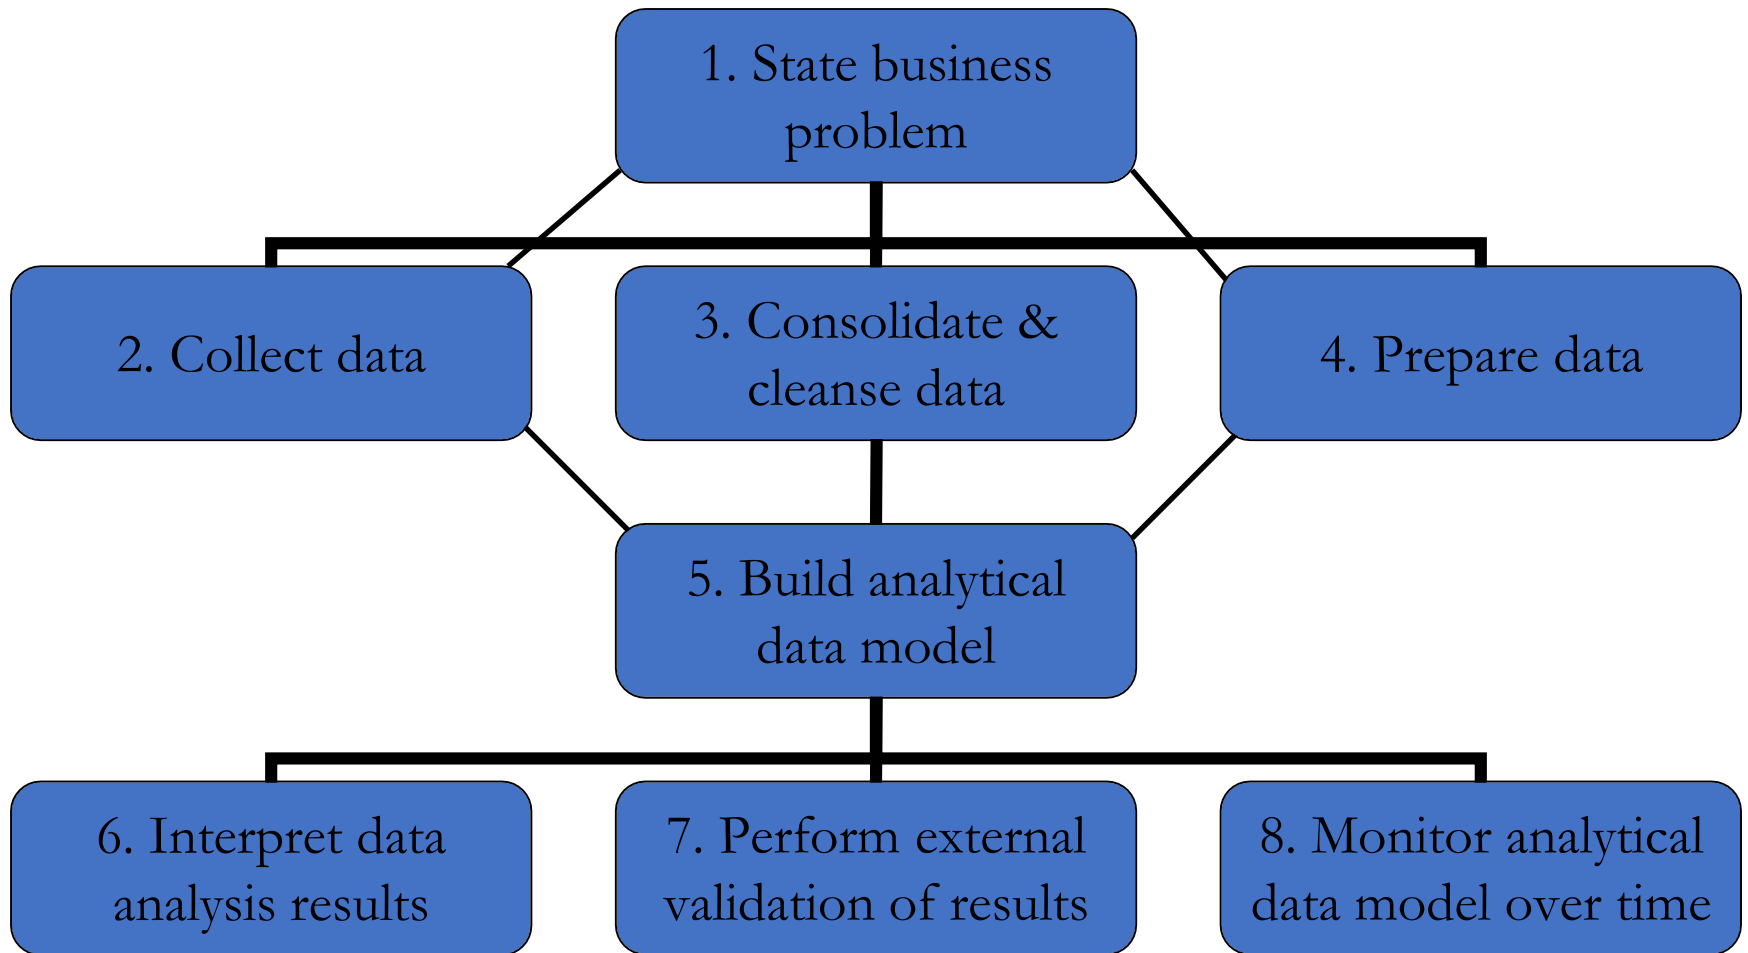 1. State business
problem
2. Collect data
3. Consolidate &
cleanse data
4. Prepare data
5. Build analytical
data model
6. Interpret data
analysis results
7. Perform external
validation of results
8. Monitor analytical
data model over time